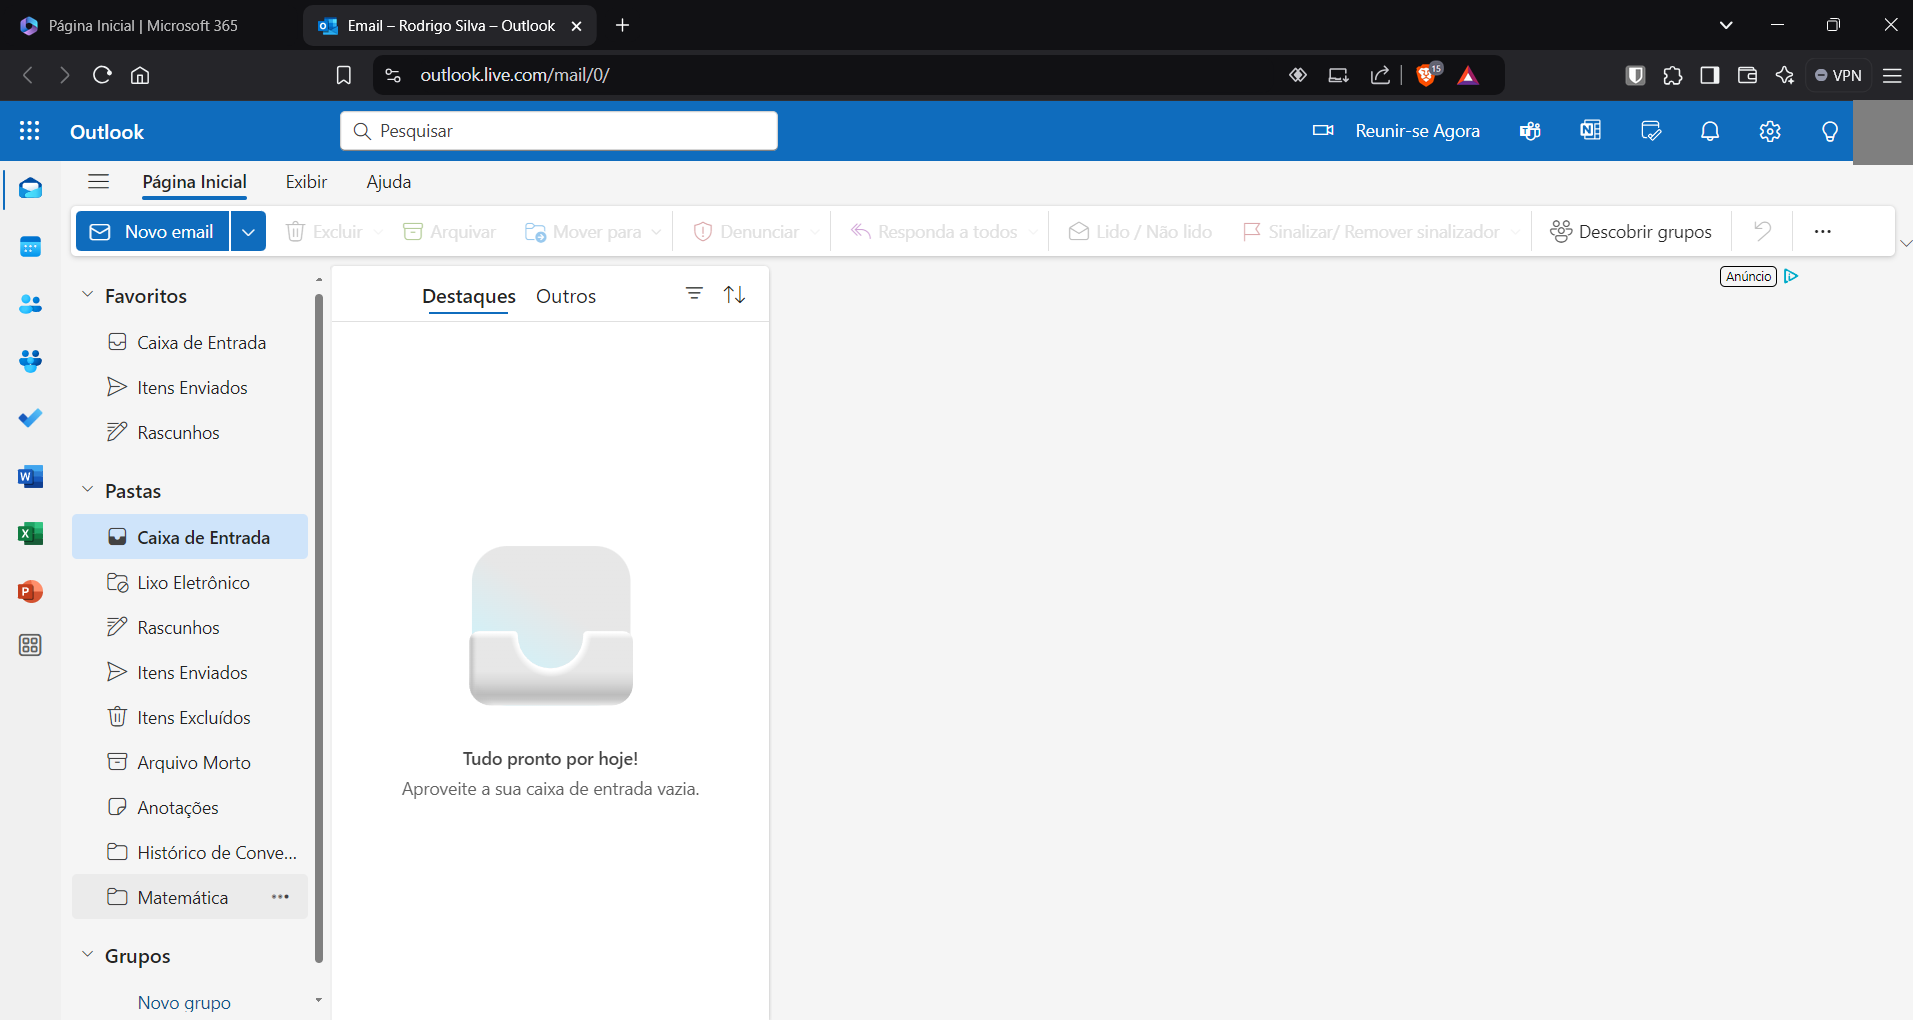 Página Inicial | Microsoft 365
Email – Rodrigo Silva – Outlook
outlook.live.com/mail/0/
15
VPN
Outlook
Pesquisar
Reunir-se Agora
Página Inicial
Exibir
Ajuda
Novo email
Excluir
Arquivar
Mover para
Denunciar
Responda a todos
Lido / Não lido
Sinalizar/ Remover sinalizador
Descobrir grupos
Anúncio
Favoritos
Caixa de Entrada
Itens Enviados
Rascunhos
Pastas
Caixa de Entrada
Lixo Eletrônico
Rascunhos
Itens Enviados
Itens Excluídos
Arquivo Morto
Anotações
Histórico de Conve...
Matemática
Grupos
Novo grupo
Destaques
Outros
Tudo pronto por hoje!
Aproveite a sua caixa de entrada vazia.